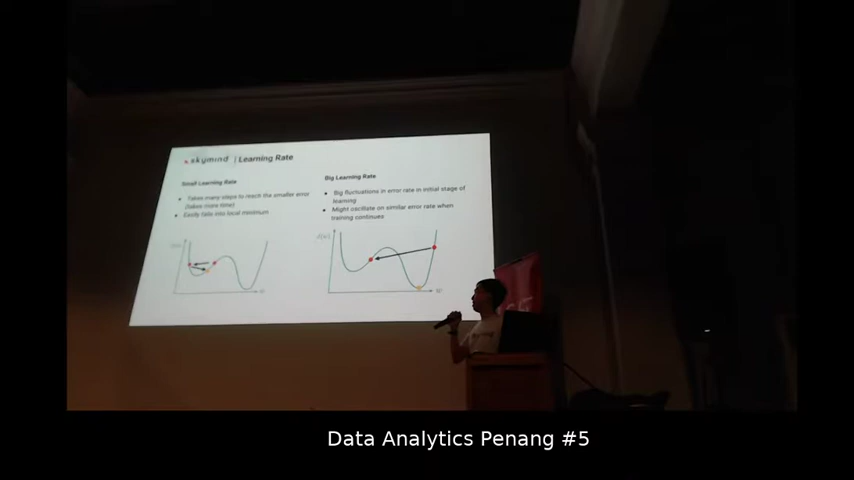 skymind | Learning Rate
Small Learning Rate
• Takes many steps to reach the smaller error
(takes more time)
• Easily falls into local minimum
Big Learning Rate
• Big fluctuations in error rate in initial stage of
learning
• Might oscillate on similar error rate when
training continues
Data Analytics Penang #5